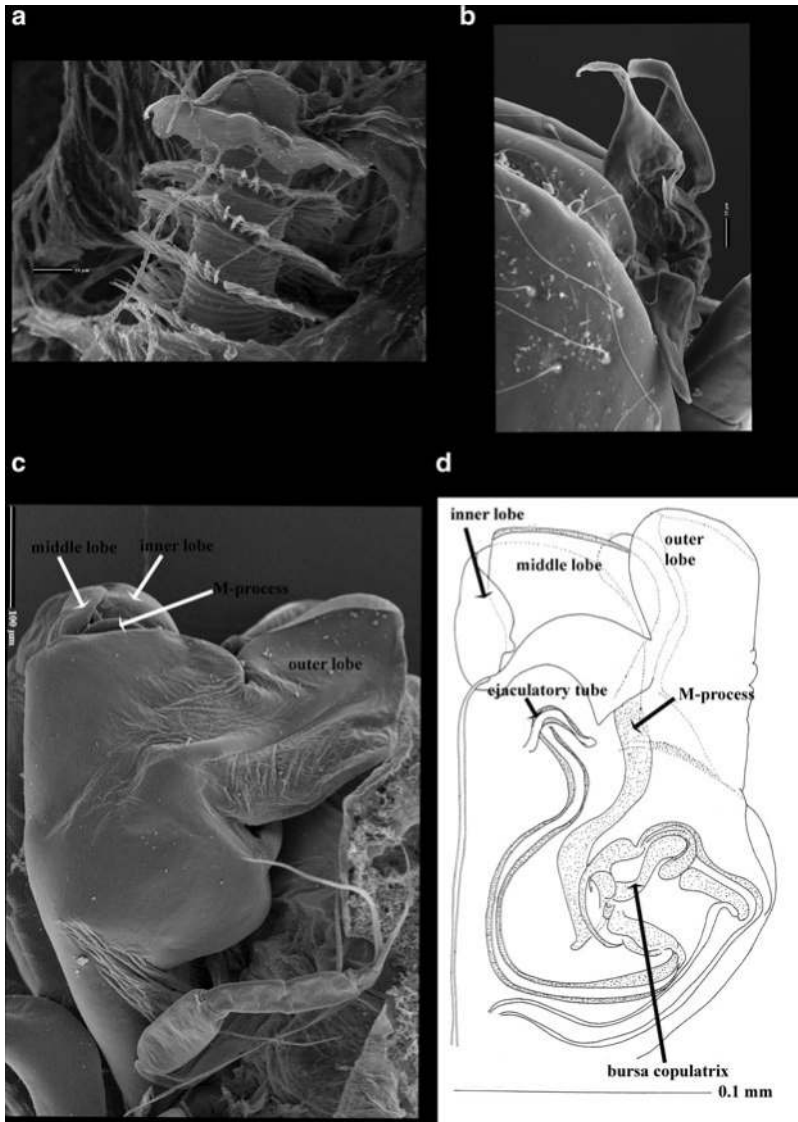 a
b
c
middle lobe
inner lobe
M-process
outer lobe
100 µm
d
inner lobe
middle lobe
outer
lobe
ejaculatory tube
M-process
bursa copulatrix
0.1 mm